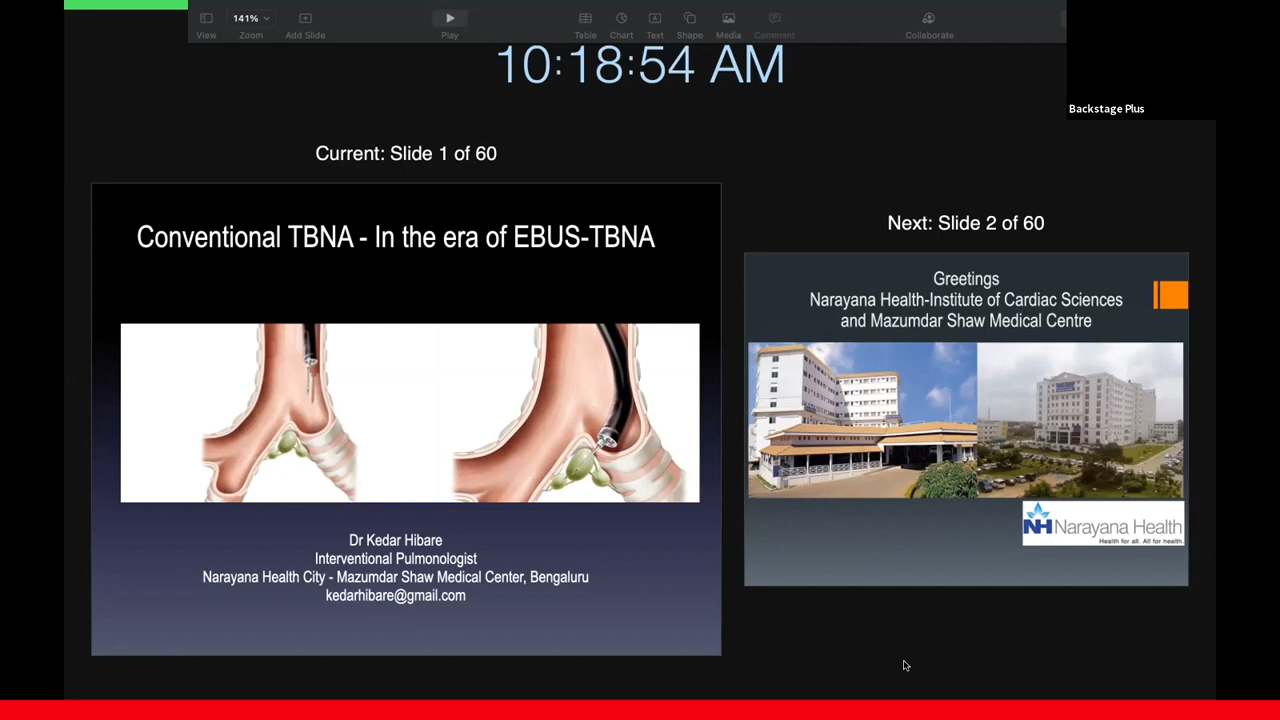 141%
View
Zoom
Add Slide
Play
Table
Chart
Text
Shape
Media
Comment
Collaborate
10:18:54 AM
Backstage Plus
Current: Slide 1 of 60
Conventional TBNA - In the era of EBUS-TBNA
Dr Kedar Hibare
Interventional Pulmonologist
Narayana Health City - Mazumdar Shaw Medical Center, Bengaluru
kedarhibare@gmail.com
Next: Slide 2 of 60
Greetings
Narayana Health-Institute of Cardiac Sciences
and Mazumdar Shaw Medical Centre
NH Narayana Health
Health for all. All for health.